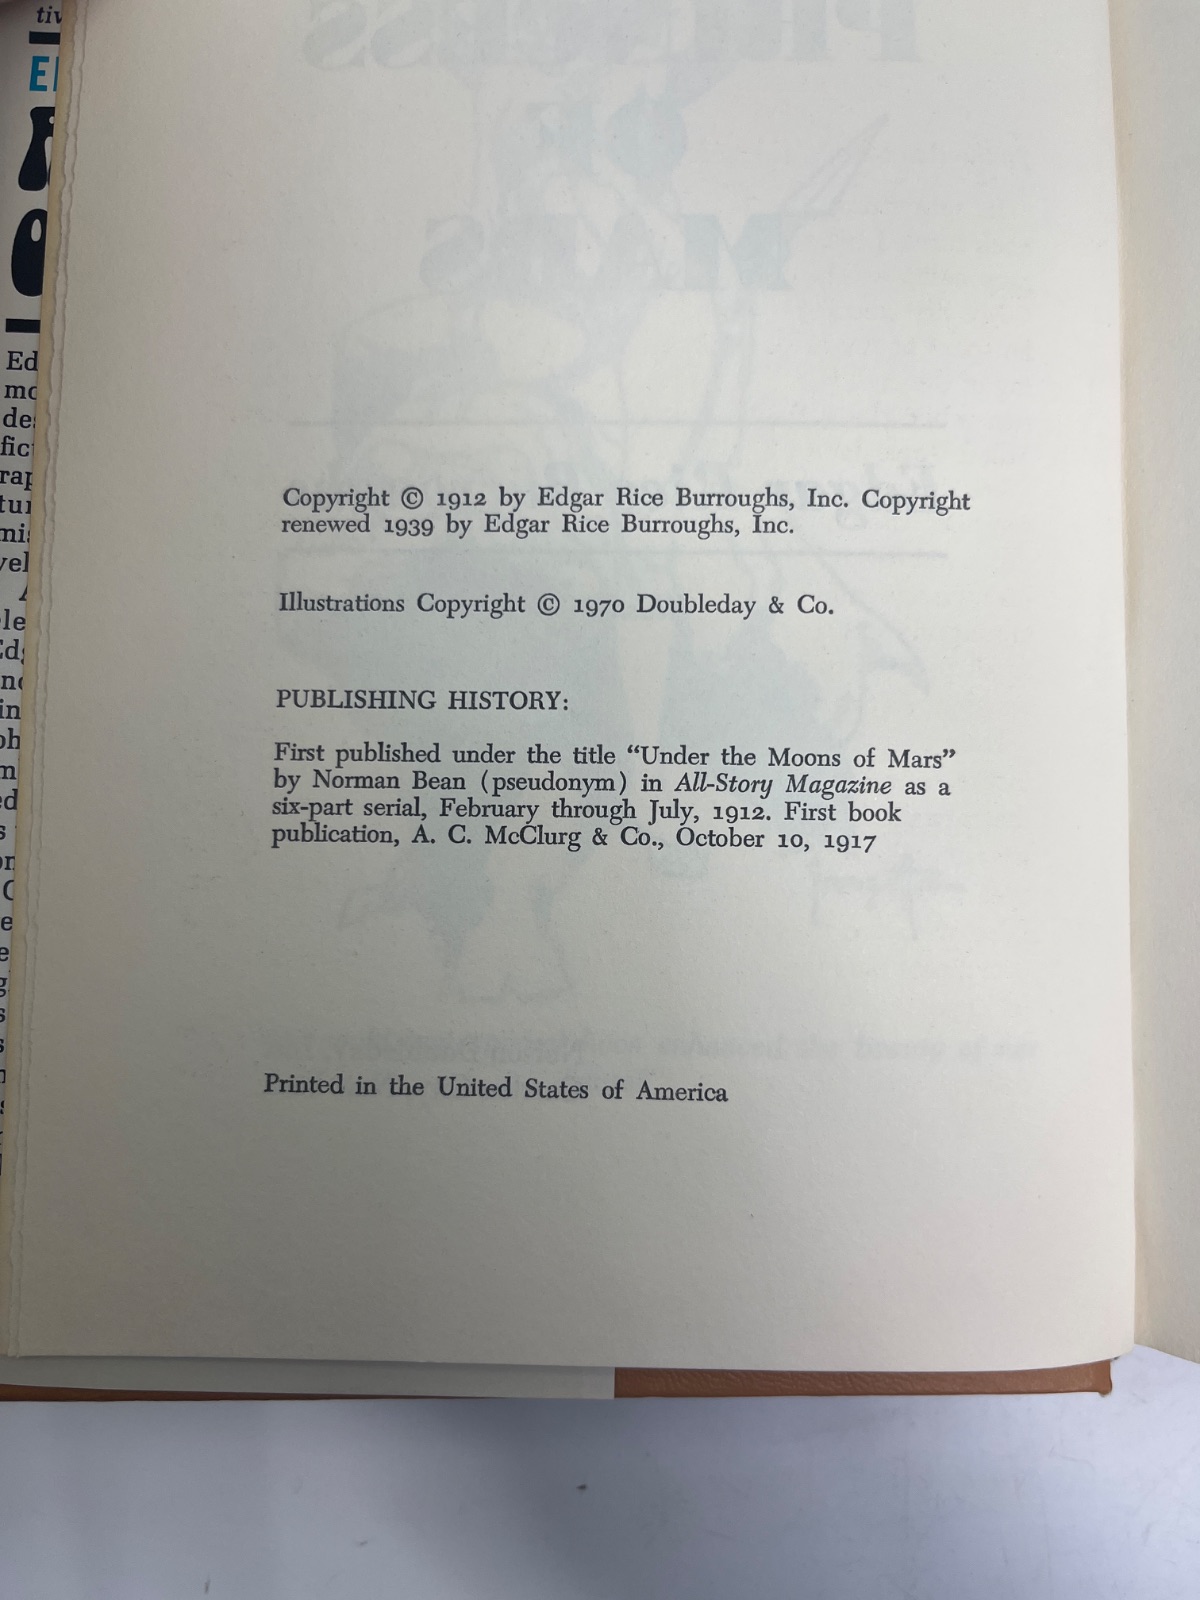 Copyright © 1912 by Edgar Rice Burroughs, Inc. Copyright
renewed 1939 by Edgar Rice Burroughs, Inc.
Illustrations Copyright © 1970 Doubleday & Co.
PUBLISHING HISTORY:
First published under the title “Under the Moons of Mars”
by Norman Bean (pseudonym) in All-Story Magazine as a
six-part serial, February through July, 1912. First book
publication, A. C. McClurg & Co., October 10, 1917
Printed in the United States of America